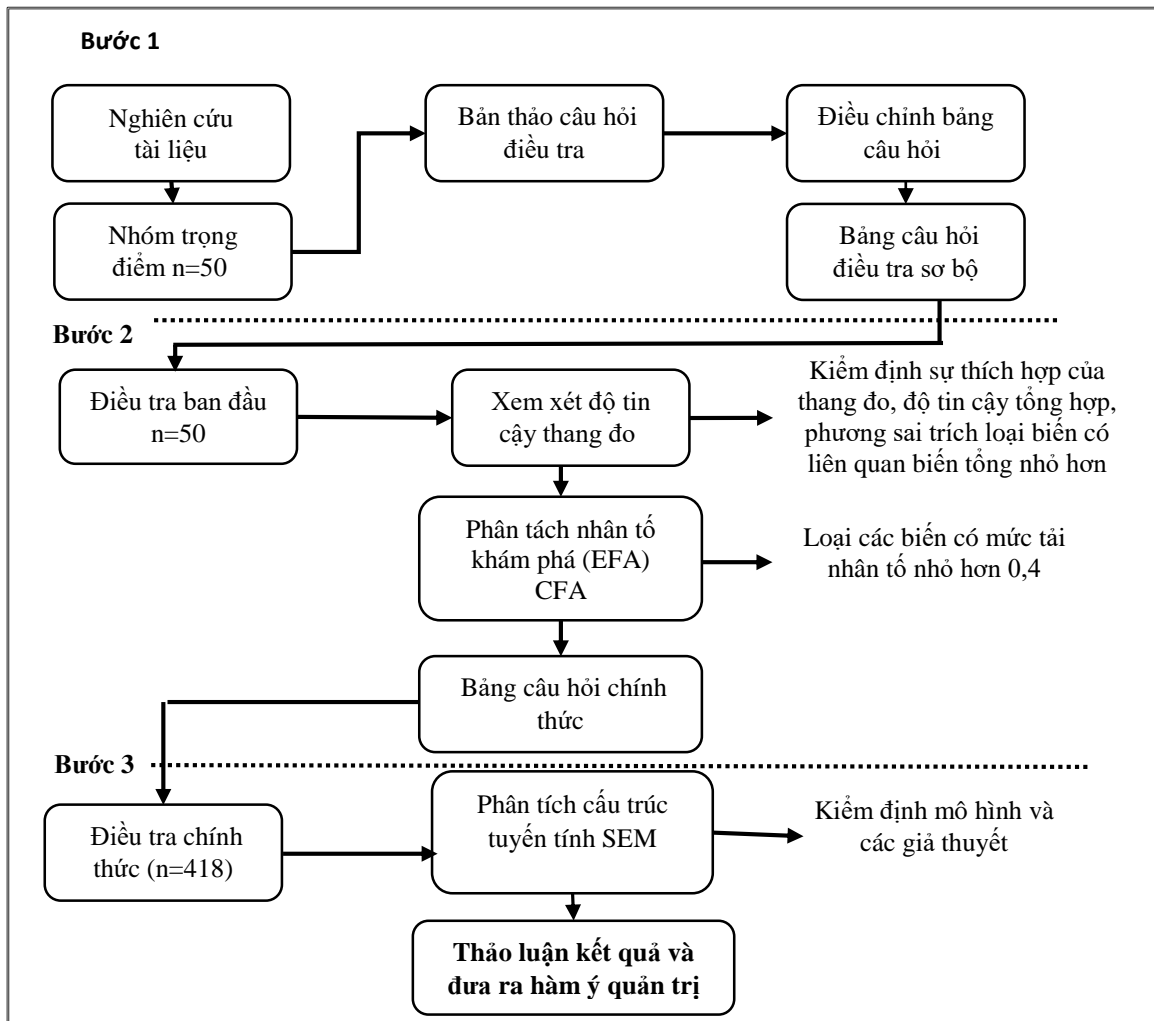 Bước 1
Nghiên cứu
tài liệu
Bản thảo câu hỏi
điều tra
Điều chỉnh bảng
câu hỏi
Nhóm trọng
điểm n=50
Bảng câu hỏi
điều tra sơ bộ
Bước 2
Điều tra ban đầu
n=50
Xem xét độ tin
cậy thang đo
Kiểm định sự thích hợp của
thang đo, độ tin cậy tổng hợp,
phương sai trích loại biến có
liên quan biến tổng nhỏ hơn
Phân tách nhân tố
khám phá (EFA)
CFA
Loại các biến có mức tải
nhân tố nhỏ hơn 0,4
Bảng câu hỏi chính
thức
Bước 3
Điều tra chính
thức (n=418)
Phân tích cấu trúc
tuyến tính SEM
Kiểm định mô hình và
các giả thuyết
Thảo luận kết quả và
đưa ra hàm ý quản trị